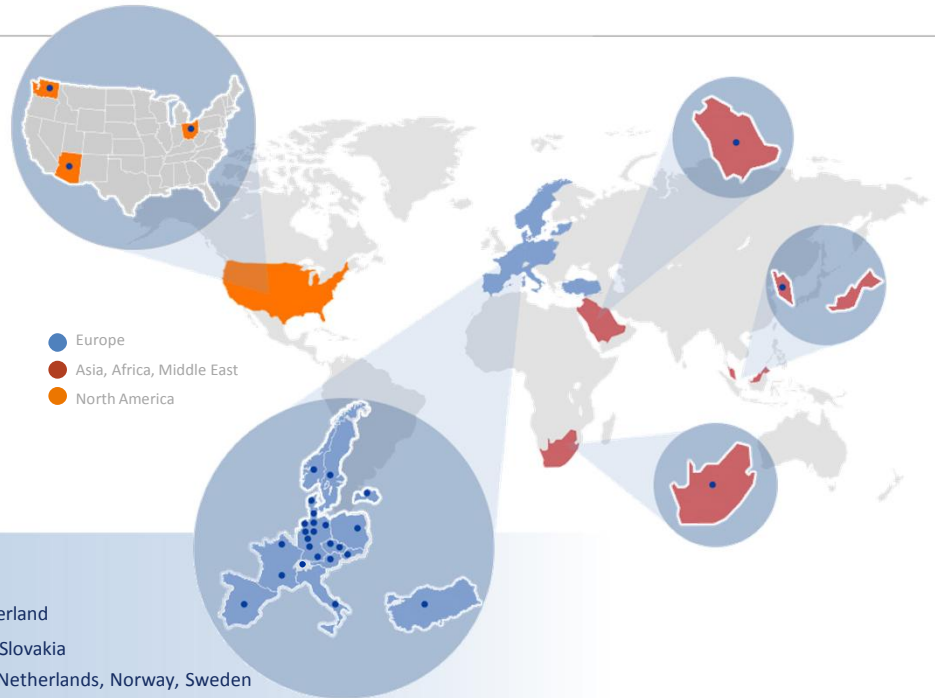 Europe
Asia, Africa, Middle East
North America
erland
Slovakia
Netherlands, Norway, Sweden